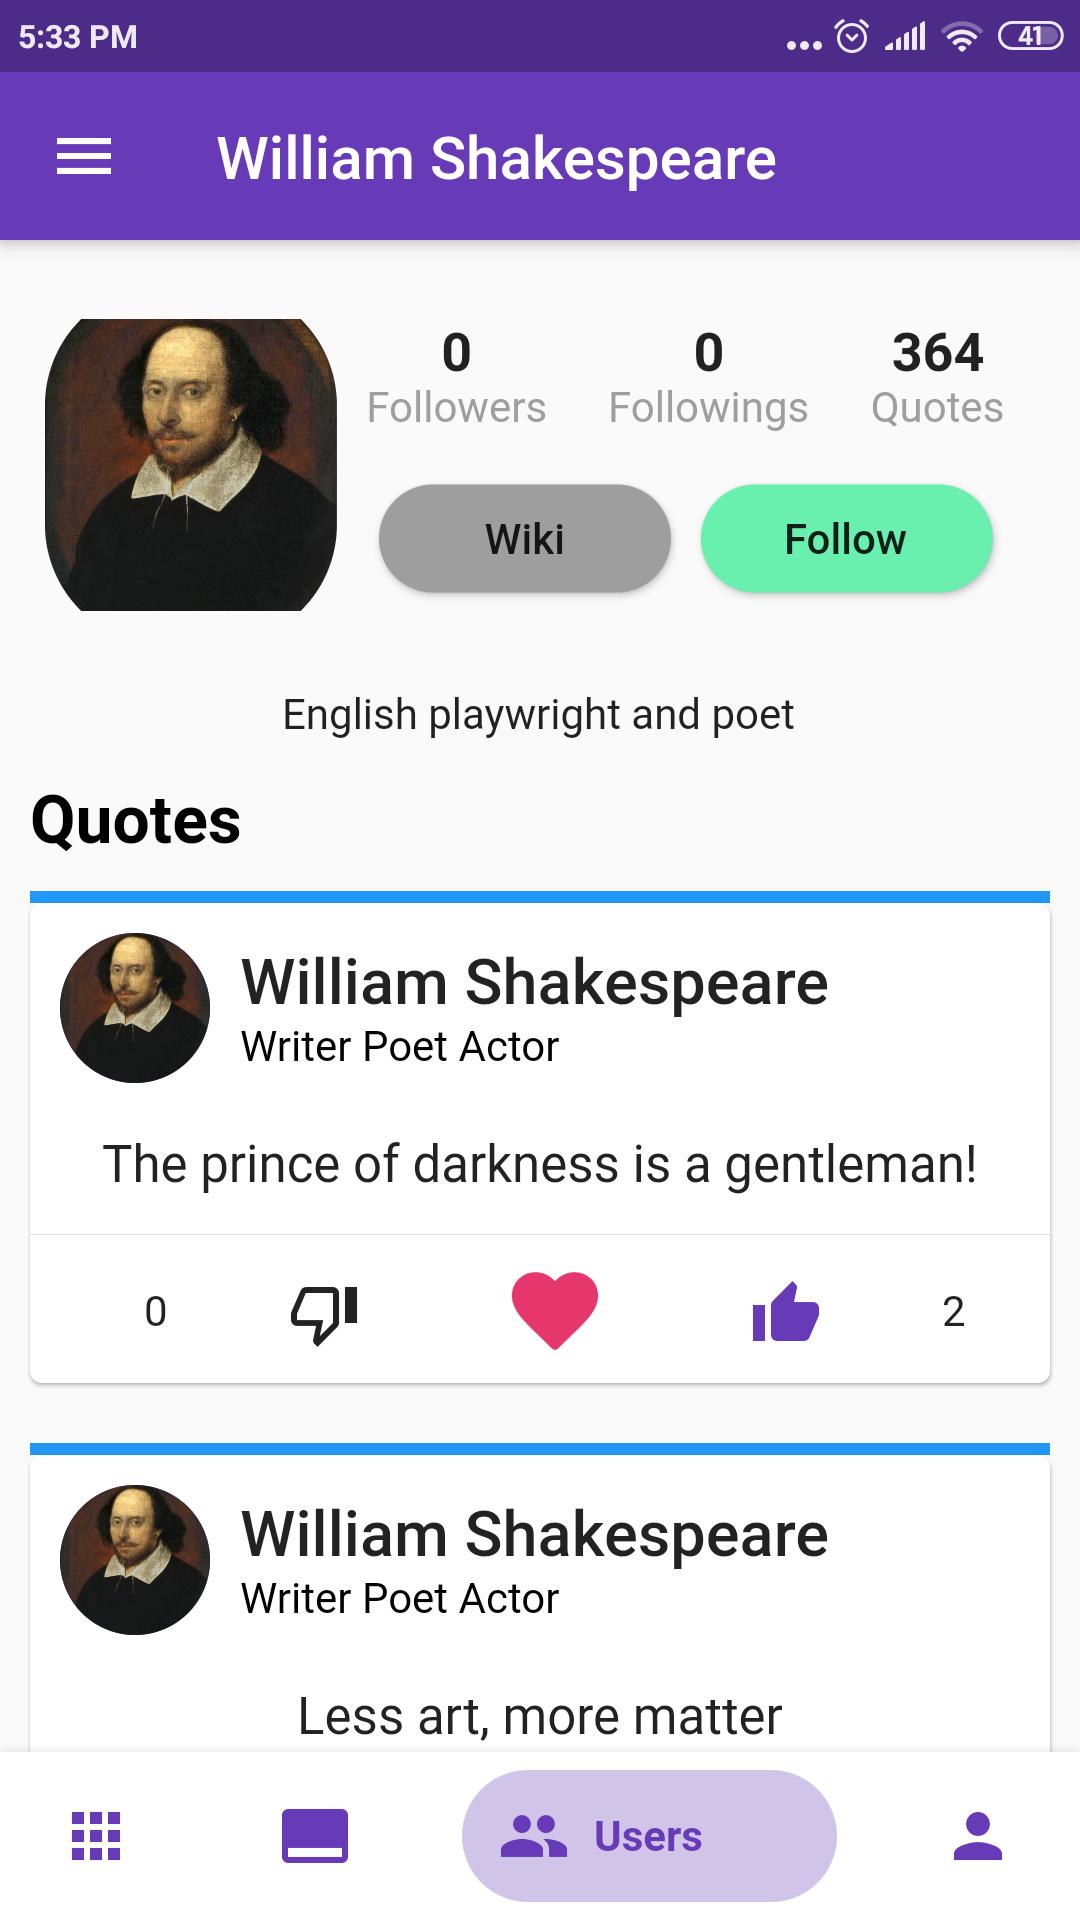 5:33 PM
41
William Shakespeare
0 0 364
Followers Followings Quotes
Wiki Follow
English playwright and poet
Quotes
William Shakespeare
Writer Poet Actor
The prince of darkness is a gentleman!
0 2
William Shakespeare
Writer Poet Actor
Less art, more matter
Users